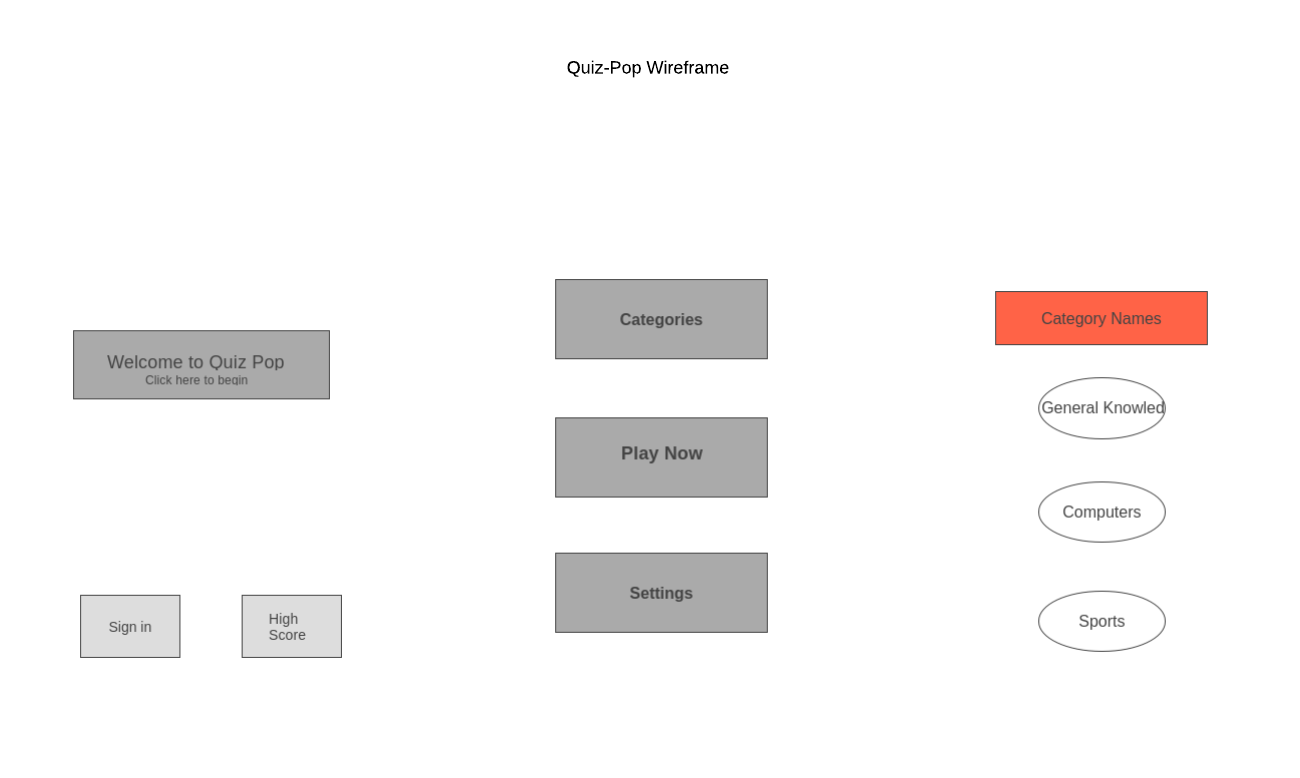 Quiz-Pop Wireframe
Welcome to Quiz Pop
Click here to begin
Sign in
High
Score
Categories
Play Now
Settings
Category Names
General Knowled
Computers
Sports